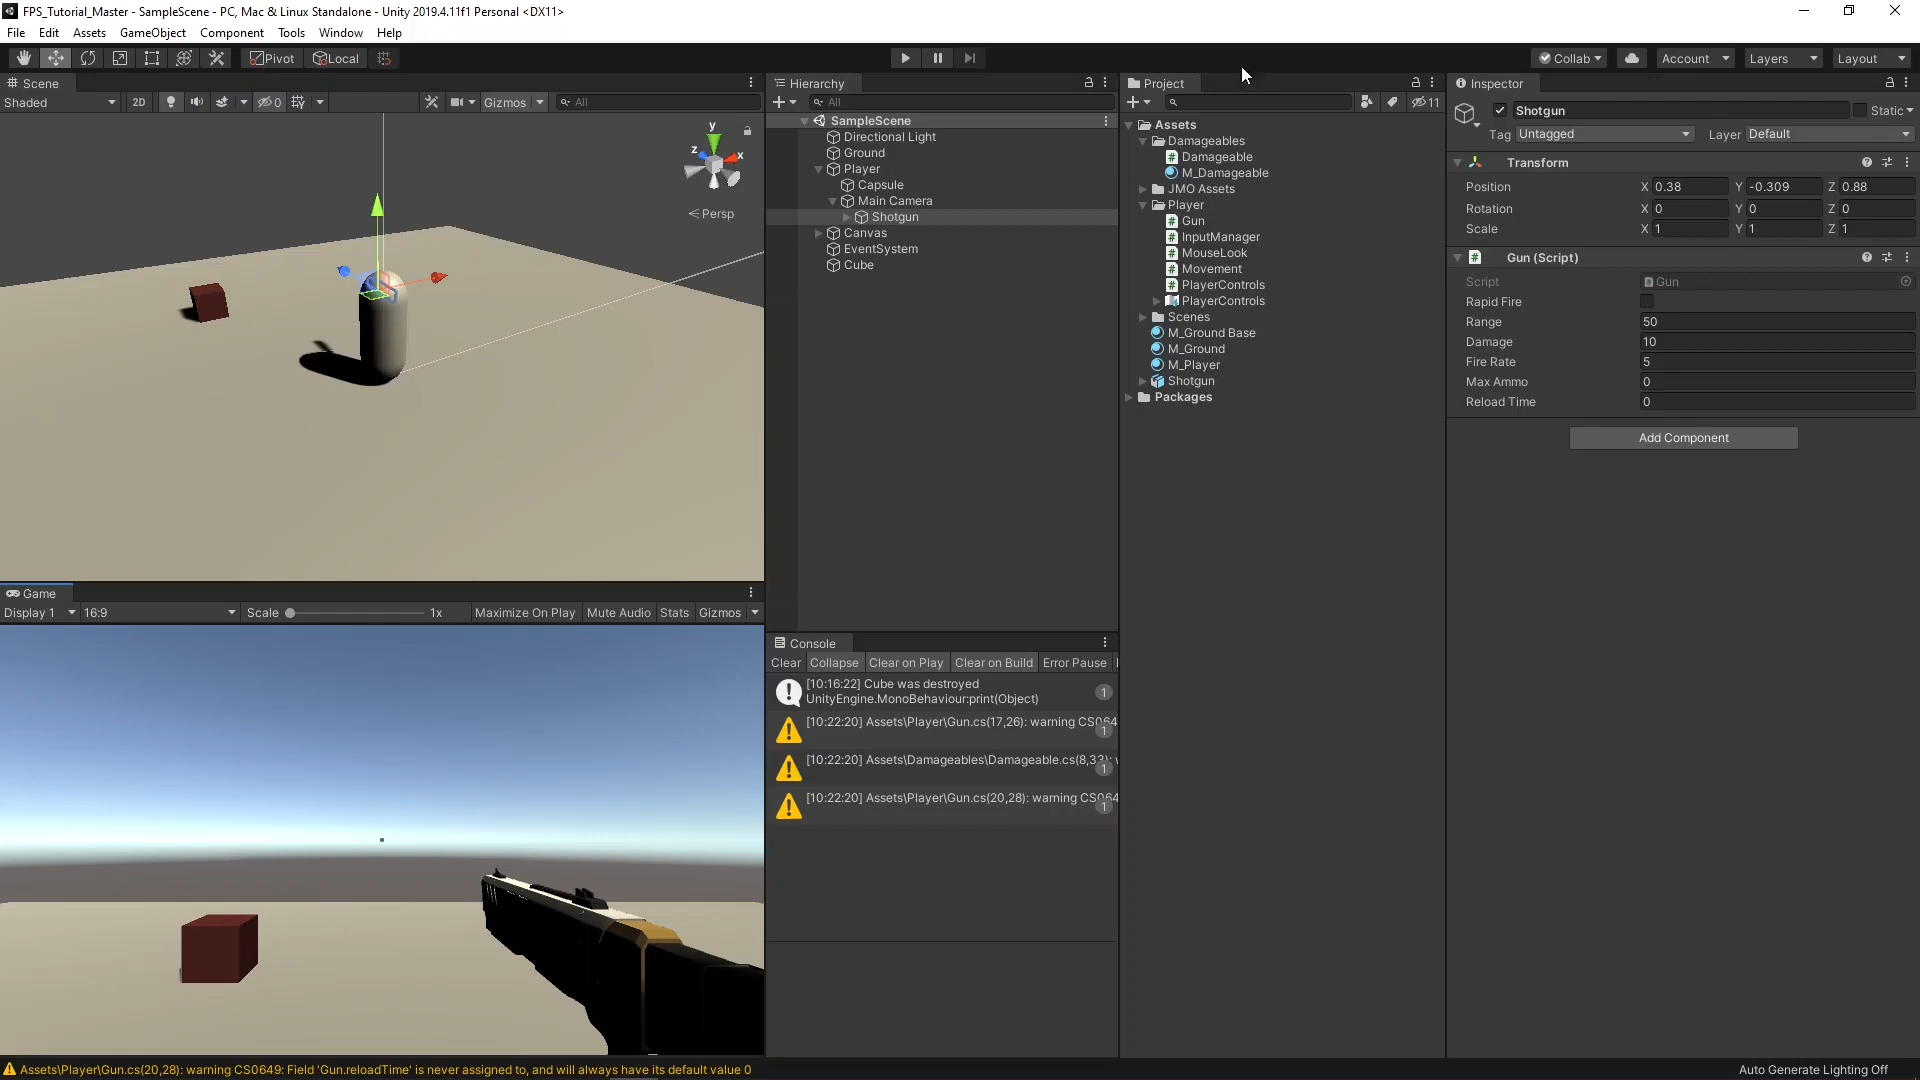 FPS_Tutorial_Master - SampleScene - PC, Mac & Linux Standalone - Unity 2019.4.11f1 Personal <DX11>
File Edit Assets GameObject Component Tools Window Help
Pivot Local Collab Account Layers Layout
Scene
Shaded 2D 0 Gizmos All
y
z x
Persp
Game
Display 1 16:9 Scale 1x Maximize On Play Mute Audio Stats Gizmos
Hierarchy
All
SampleScene
Directional Light
Ground
Player
Capsule
Main Camera
Shotgun
Canvas
EventSystem
Cube
Console
Clear Collapse Clear on Play Clear on Build Error Pause
[10:16:22] Cube was destroyed
UnityEngine.MonoBehaviour:print(Object)
1
[10:22:20] Assets\Player\Gun.cs(17,26): warning CS064
1
[10:22:20] Assets\Damageables\Damageable.cs(8,33):
1
[10:22:20] Assets\Player\Gun.cs(20,28): warning CS064
1
Project
11
Assets
Damageables
Damageable
M_Damageable
JMO Assets
Player
Gun
InputManager
MouseLook
Movement
PlayerControls
PlayerControls
Scenes
M_Ground Base
M_Ground
M_Player
Shotgun
Packages
Inspector
Shotgun Static
Tag Untagged Layer Default
Transform
Position X 0.38 Y -0.309 Z 0.88
Rotation X 0 Y 0 Z 0
Scale X 1 Y 1 Z 1
Gun (Script)
Script Gun
Rapid Fire
Range 50
Damage 10
Fire Rate 5
Max Ammo 0
Reload Time 0
Add Component
Assets\Player\Gun.cs(20,28): warning CS0649: Field 'Gun.reloadTime' is never assigned to, and will always have its default value 0
Auto Generate Lighting Off